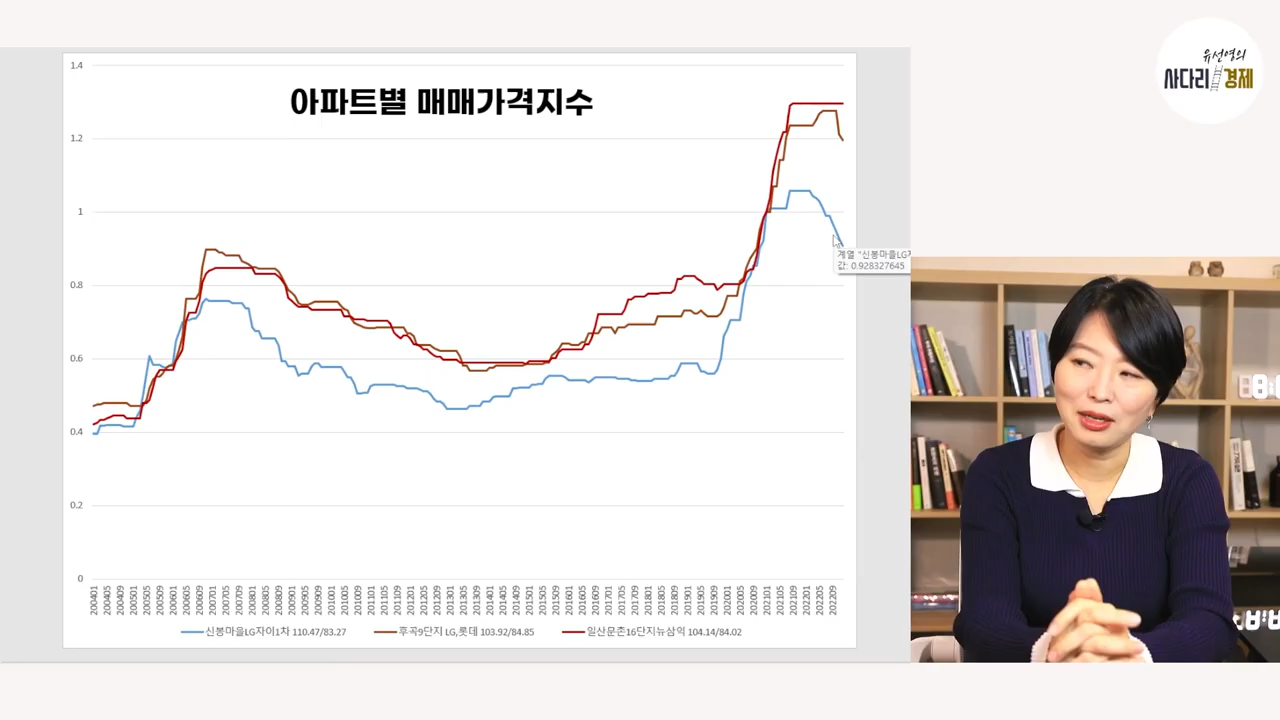 유선영의
사다리 경제
아파트별 매매가격지수
1.4
1.2
1
0.8
0.6
0.4
0.2
0
계열 "신봉마을LG자
값: 0.928327645
200401 200405 200409 200501 200505 200509 200601 200605 200609 200701 200705 200709 200801 200805 200809 200901 200905 200909 201001 201005 201009 201101 201105 201109 201201 201205 201209 201301 201305 201309 201401 201405 201409 201501 201505 201509 201601 201605 201609 201701 201705 201709 201801 201805 201809 201901 201905 201909 202001 202005 202009 202101 202105 202109 202201 202205 202209
신봉마을LG자이1차 110.47/83.27 후곡9단지 LG,롯데 103.92/84.85 일산문촌16단지뉴삼익 104.14/84.02